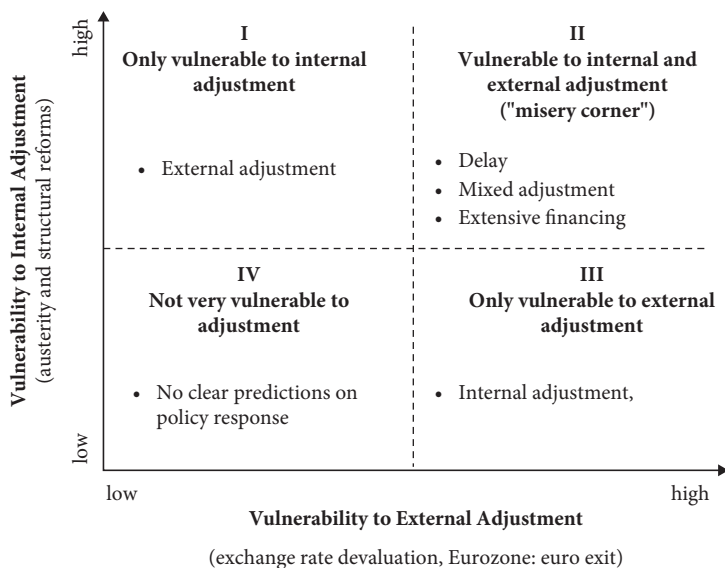 high
Vulnerability to Internal Adjustment
(austerity and structural reforms)
low
I
Only vulnerable to internal
adjustment
• External adjustment
II
Vulnerable to internal and
external adjustment
("misery corner")
• Delay
• Mixed adjustment
• Extensive financing
IV
Not very vulnerable to
adjustment
• No clear predictions on
policy response
III
Only vulnerable to external
adjustment
• Internal adjustment,
low
high
Vulnerability to External Adjustment
(exchange rate devaluation, Eurozone: euro exit)